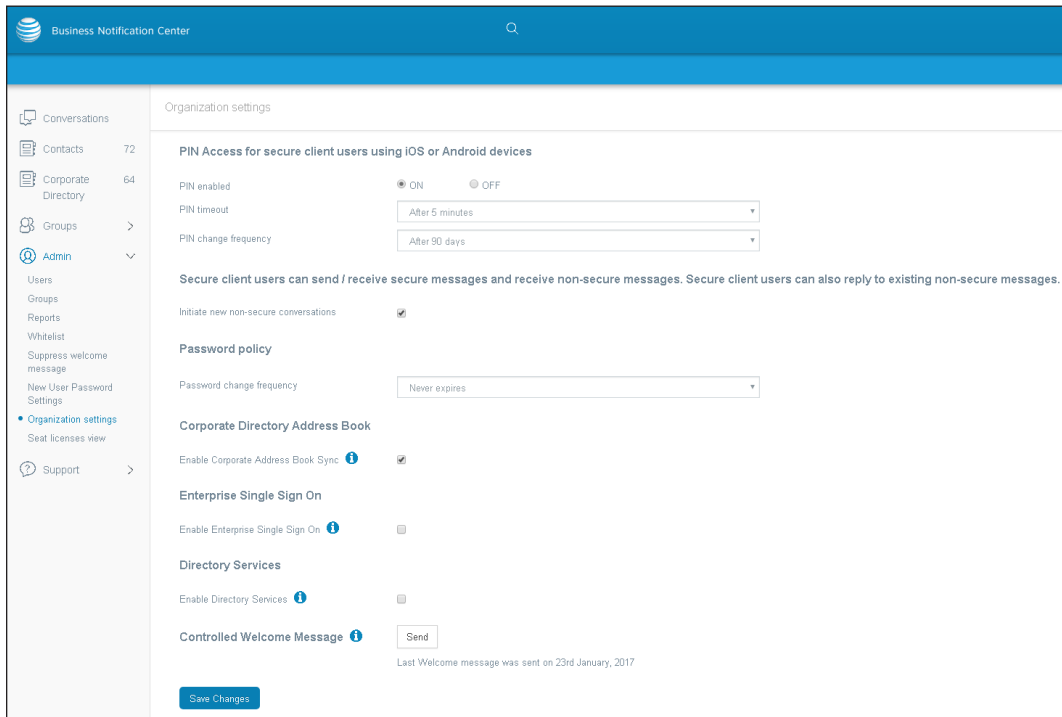 Business Notification Center
Organization settings
Conversations
Contacts 72
Corporate Directory 64
Groups
Admin
Users
Groups
Reports
Whitelist
Suppress welcome
message
New User Password
Settings
Organization settings
Seat licenses view
Support
PIN Access for secure client users using iOS or Android devices
PIN enabled ON OFF
PIN timeout After 5 minutes
PIN change frequency After 90 days
Secure client users can send / receive secure messages and receive non-secure messages. Secure client users can also reply to existing non-secure messages.
Initiate new non-secure conversations
Password policy
Password change frequency Never expires
Corporate Directory Address Book
Enable Corporate Address Book Sync
Enterprise Single Sign On
Enable Enterprise Single Sign On
Directory Services
Enable Directory Services
Controlled Welcome Message Send
Last Welcome message was sent on 23rd January, 2017
Save Changes